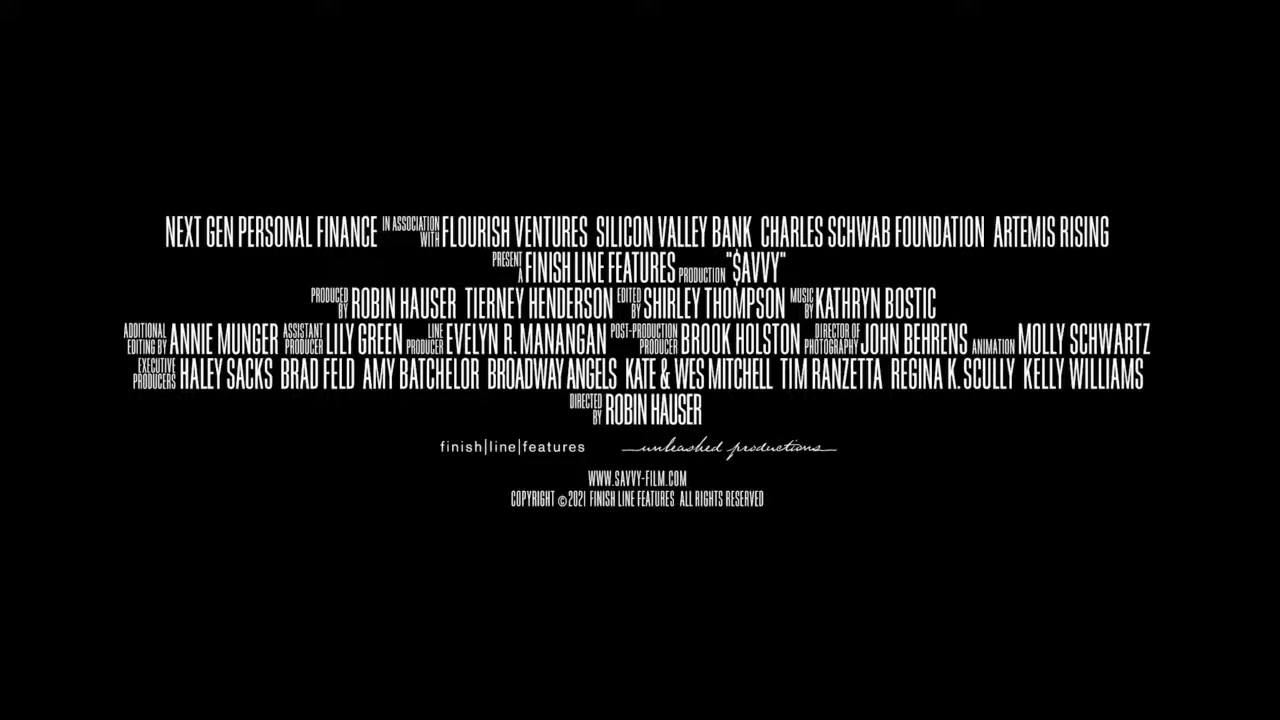 NEXT GEN PERSONAL FINANCE IN ASSOCIATION WITH FLOURISH VENTURES SILICON VALLEY BANK CHARLES SCHWAB FOUNDATION ARTEMIS RISING
PRESENT A FINISH LINE FEATURES PRODUCTION "$AVVY"
PRODUCED BY ROBIN HAUSER TIERNEY HENDERSON EDITED BY SHIRLEY THOMPSON MUSIC BY KATHRYN BOSTIC
ADDITIONAL EDITING BY ANNIE MUNGER ASSISTANT PRODUCER LILY GREEN LINE PRODUCER EVELYN R. MANANGAN POST-PRODUCTION PRODUCER BROOK HOLSTON DIRECTOR OF PHOTOGRAPHY JOHN BEHRENS ANIMATION MOLLY SCHWARTZ
EXECUTIVE PRODUCERS HALEY SACKS BRAD FELD AMY BATCHELOR BROADWAY ANGELS KATE & WES MITCHELL TIM RANZETTA REGINA K. SCULLY KELLY WILLIAMS
DIRECTED BY ROBIN HAUSER
finish|line|features unleashed productions
WWW.SAVVY-FILM.COM
COPYRIGHT ©2021 FINISH LINE FEATURES ALL RIGHTS RESERVED